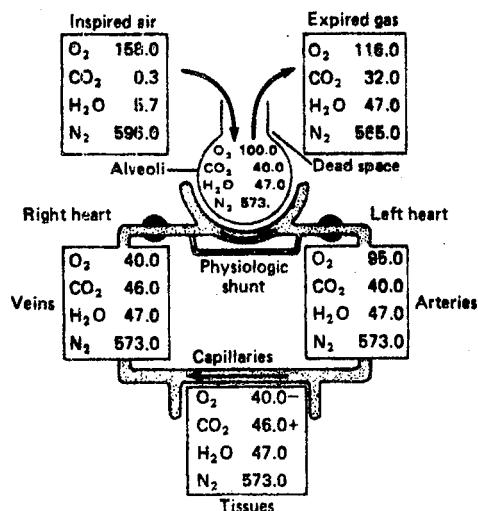 Inspired air
O₂ 158.0
CO₂ 0.3
H₂O 5.7
N₂ 596.0
Expired gas
O₂ 116.0
CO₂ 32.0
H₂O 47.0
N₂ 565.0
Alveoli
O₂ 100.0
CO₂ 40.0
H₂O 47.0
N₂ 573.
Dead space
Right heart
Left heart
Physiologic
shunt
Veins
O₂ 40.0
CO₂ 46.0
H₂O 47.0
N₂ 573.0
O₂ 95.0
CO₂ 40.0
H₂O 47.0
N₂ 573.0
Arteries
Capillaries
O₂ 40.0−
CO₂ 46.0+
H₂O 47.0
N₂ 573.0
Tissues